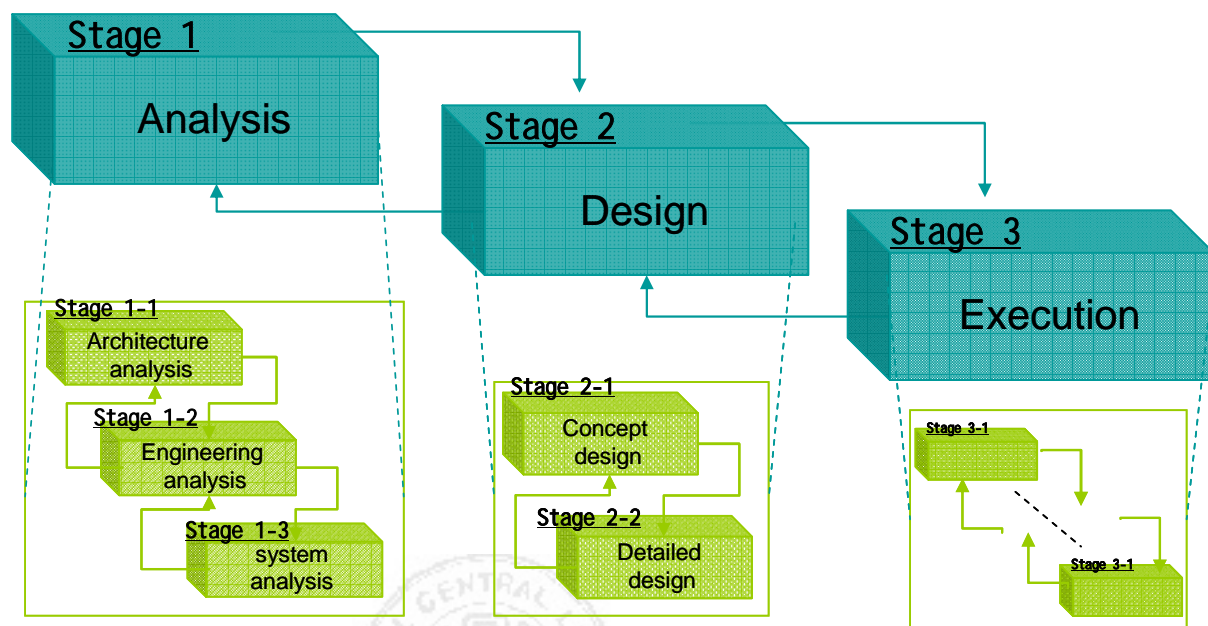 Stage 1
Analysis
Stage 2
Design
Stage 3
Execution
Stage 1-1
Architecture
analysis
Stage 1-2
Engineering
analysis
Stage 1-3
system
analysis
Stage 2-1
Concept
design
Stage 2-2
Detailed
design
Stage 3-1
Stage 3-1
CENTRAL